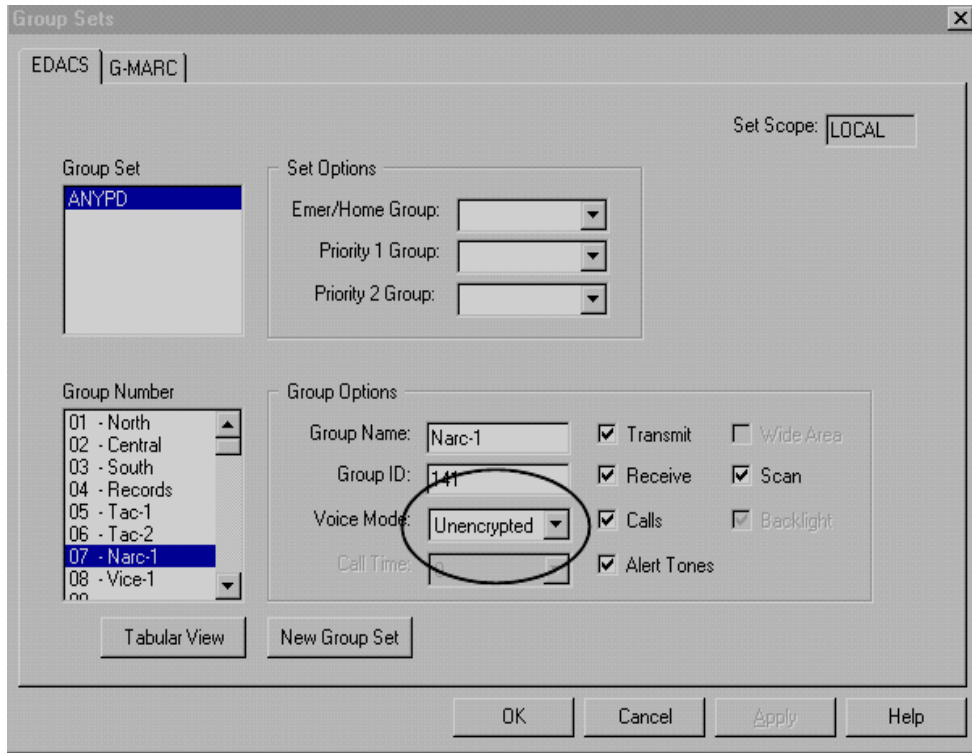 Group Sets
EDACS
G-MARC
Set Scope: LOCAL
Group Set
ANYPD
Set Options
Emer/Home Group:
Priority 1 Group:
Priority 2 Group:
Group Number
01 - North
02 - Central
03 - South
04 - Records
05 - Tac-1
06 - Tac-2
07 - Narc-1
08 - Vice-1
Group Options
Group Name: Narc-1
Group ID: 141
Voice Mode: Unencrypted
Call Time: 0
Transmit
Receive
Calls
Alert Tones
Wide Area
Scan
Backlight
Tabular View
New Group Set
OK
Cancel
Apply
Help